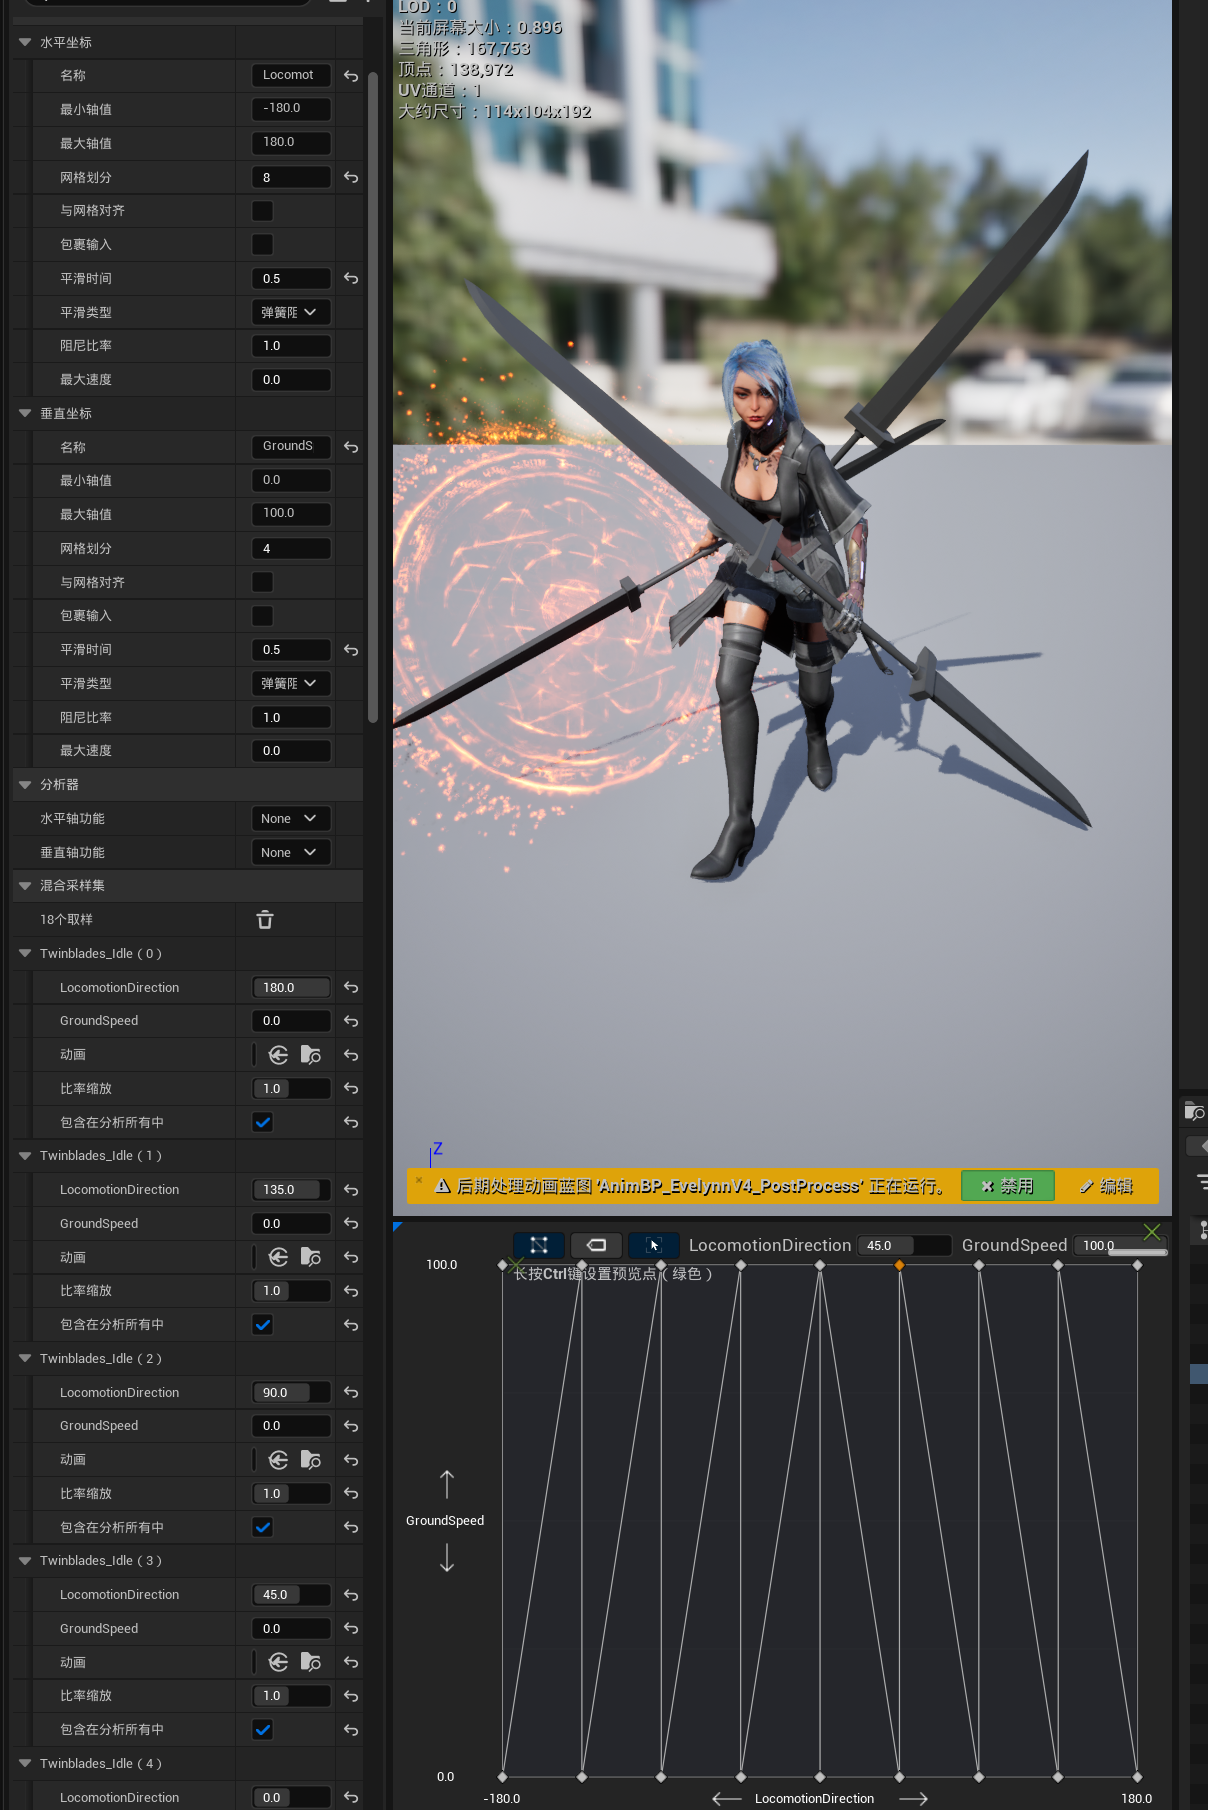 水平坐标
名称 Locomot
最小轴值 -180.0
最大轴值 180.0
网格划分 8
与网格对齐
包裹输入
平滑时间 0.5
平滑类型 弹簧阻
阻尼比率 1.0
最大速度 0.0
垂直坐标
名称 GroundS
最小轴值 0.0
最大轴值 100.0
网格划分 4
与网格对齐
包裹输入
平滑时间 0.5
平滑类型 弹簧阻
阻尼比率 1.0
最大速度 0.0
分析器
水平轴功能 None
垂直轴功能 None
混合采样集
18个取样
Twinblades_Idle ( 0 )
LocomotionDirection 180.0
GroundSpeed 0.0
动画
比率缩放 1.0
包含在分析所有中
Twinblades_Idle ( 1 )
LocomotionDirection 135.0
GroundSpeed 0.0
动画
比率缩放 1.0
包含在分析所有中
Twinblades_Idle ( 2 )
LocomotionDirection 90.0
GroundSpeed 0.0
动画
比率缩放 1.0
包含在分析所有中
Twinblades_Idle ( 3 )
LocomotionDirection 45.0
GroundSpeed 0.0
动画
比率缩放 1.0
包含在分析所有中
Twinblades_Idle ( 4 )
LocomotionDirection 0.0
LOD：0
当前屏幕大小：0.896
三角形：167,753
顶点：138,972
UV通道：1
大约尺寸：114x104x192
Z
后期处理动画蓝图 'AnimBP_EvelynnV4_PostProcess' 正在运行。 禁用 编辑
LocomotionDirection 45.0 GroundSpeed 100.0
100.0
长按Ctrl键设置预览点（绿色）
GroundSpeed
0.0
-180.0 LocomotionDirection 180.0